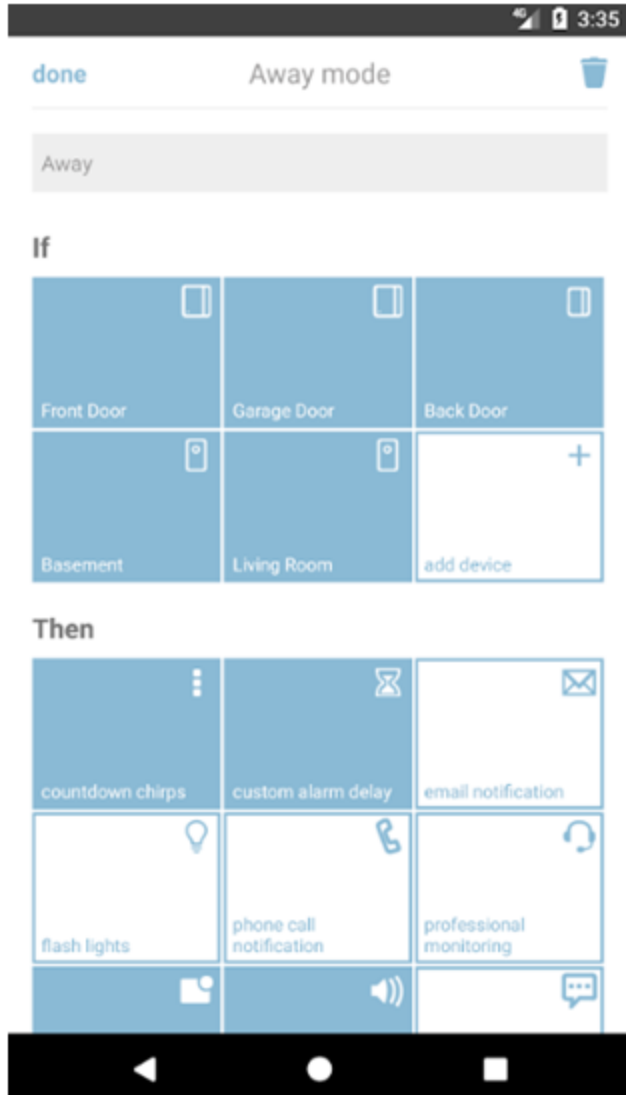 4G 3:35
done Away mode
Away
If
Front Door Garage Door Back Door
Basement Living Room add device
Then
countdown chirps custom alarm delay email notification
flash lights phone call notification professional monitoring